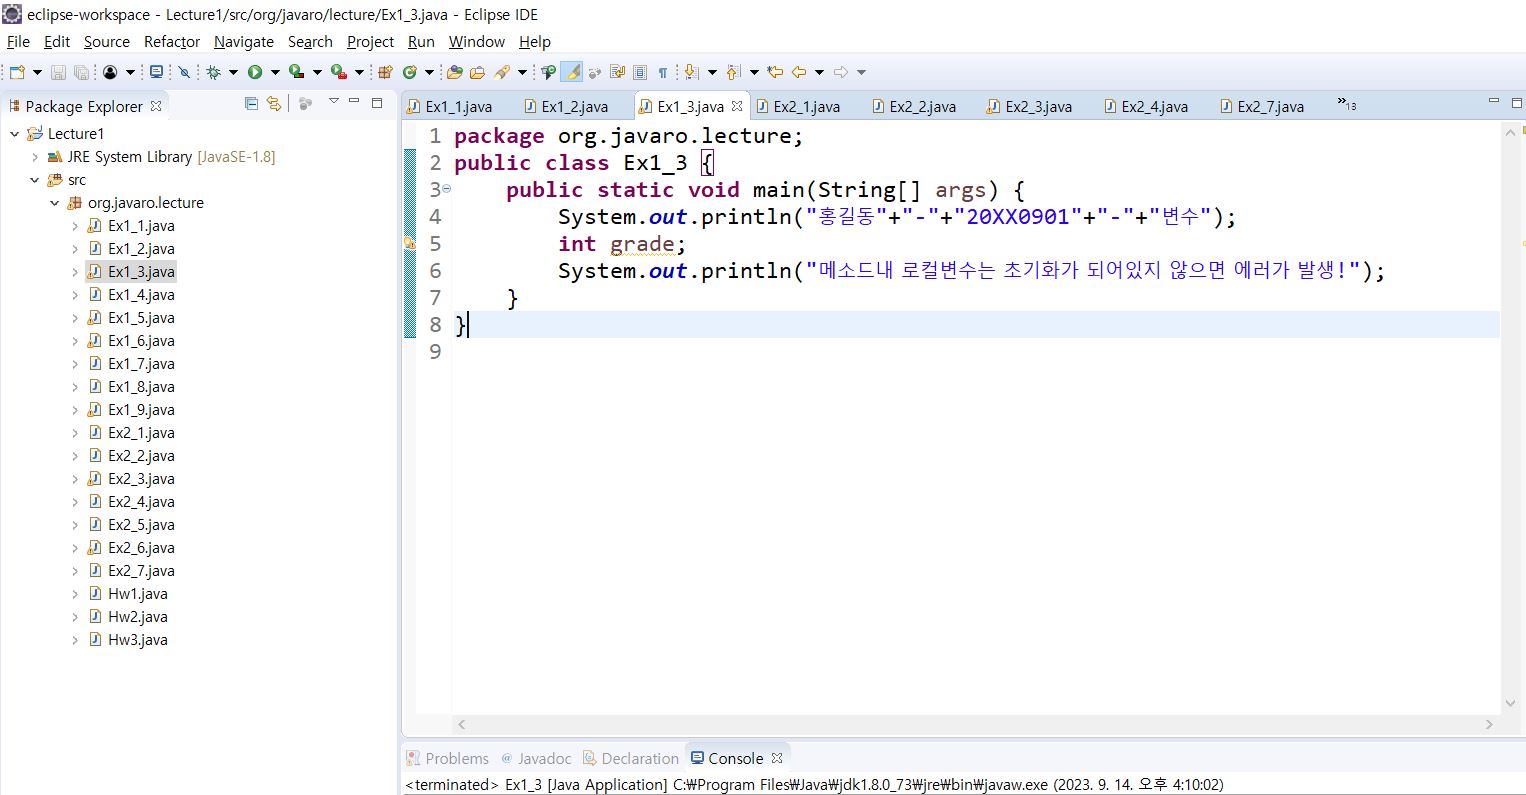 eclipse-workspace - Lecture1/src/org/javaro/lecture/Ex1_3.java - Eclipse IDE
File Edit Source Refactor Navigate Search Project Run Window Help
Package Explorer
Lecture1
JRE System Library [JavaSE-1.8]
src
org.javaro.lecture
Ex1_1.java
Ex1_2.java
Ex1_3.java
Ex1_4.java
Ex1_5.java
Ex1_6.java
Ex1_7.java
Ex1_8.java
Ex1_9.java
Ex2_1.java
Ex2_2.java
Ex2_3.java
Ex2_4.java
Ex2_5.java
Ex2_6.java
Ex2_7.java
Hw1.java
Hw2.java
Hw3.java
Ex1_1.java Ex1_2.java Ex1_3.java Ex2_1.java Ex2_2.java Ex2_3.java Ex2_4.java Ex2_7.java »13
1 package org.javaro.lecture;
2 public class Ex1_3 {
3 public static void main(String[] args) {
4 System.out.println("홍길동"+"-"+"20XX0901"+"-"+"변수");
5 int grade;
6 System.out.println("메소드내 로컬변수는 초기화가 되어있지 않으면 에러가 발생!");
7 }
8 }
9
Problems @ Javadoc Declaration Console
<terminated> Ex1_3 [Java Application] C:₩Program Files₩Java₩jdk1.8.0_73₩jre₩bin₩javaw.exe (2023. 9. 14. 오후 4:10:02)